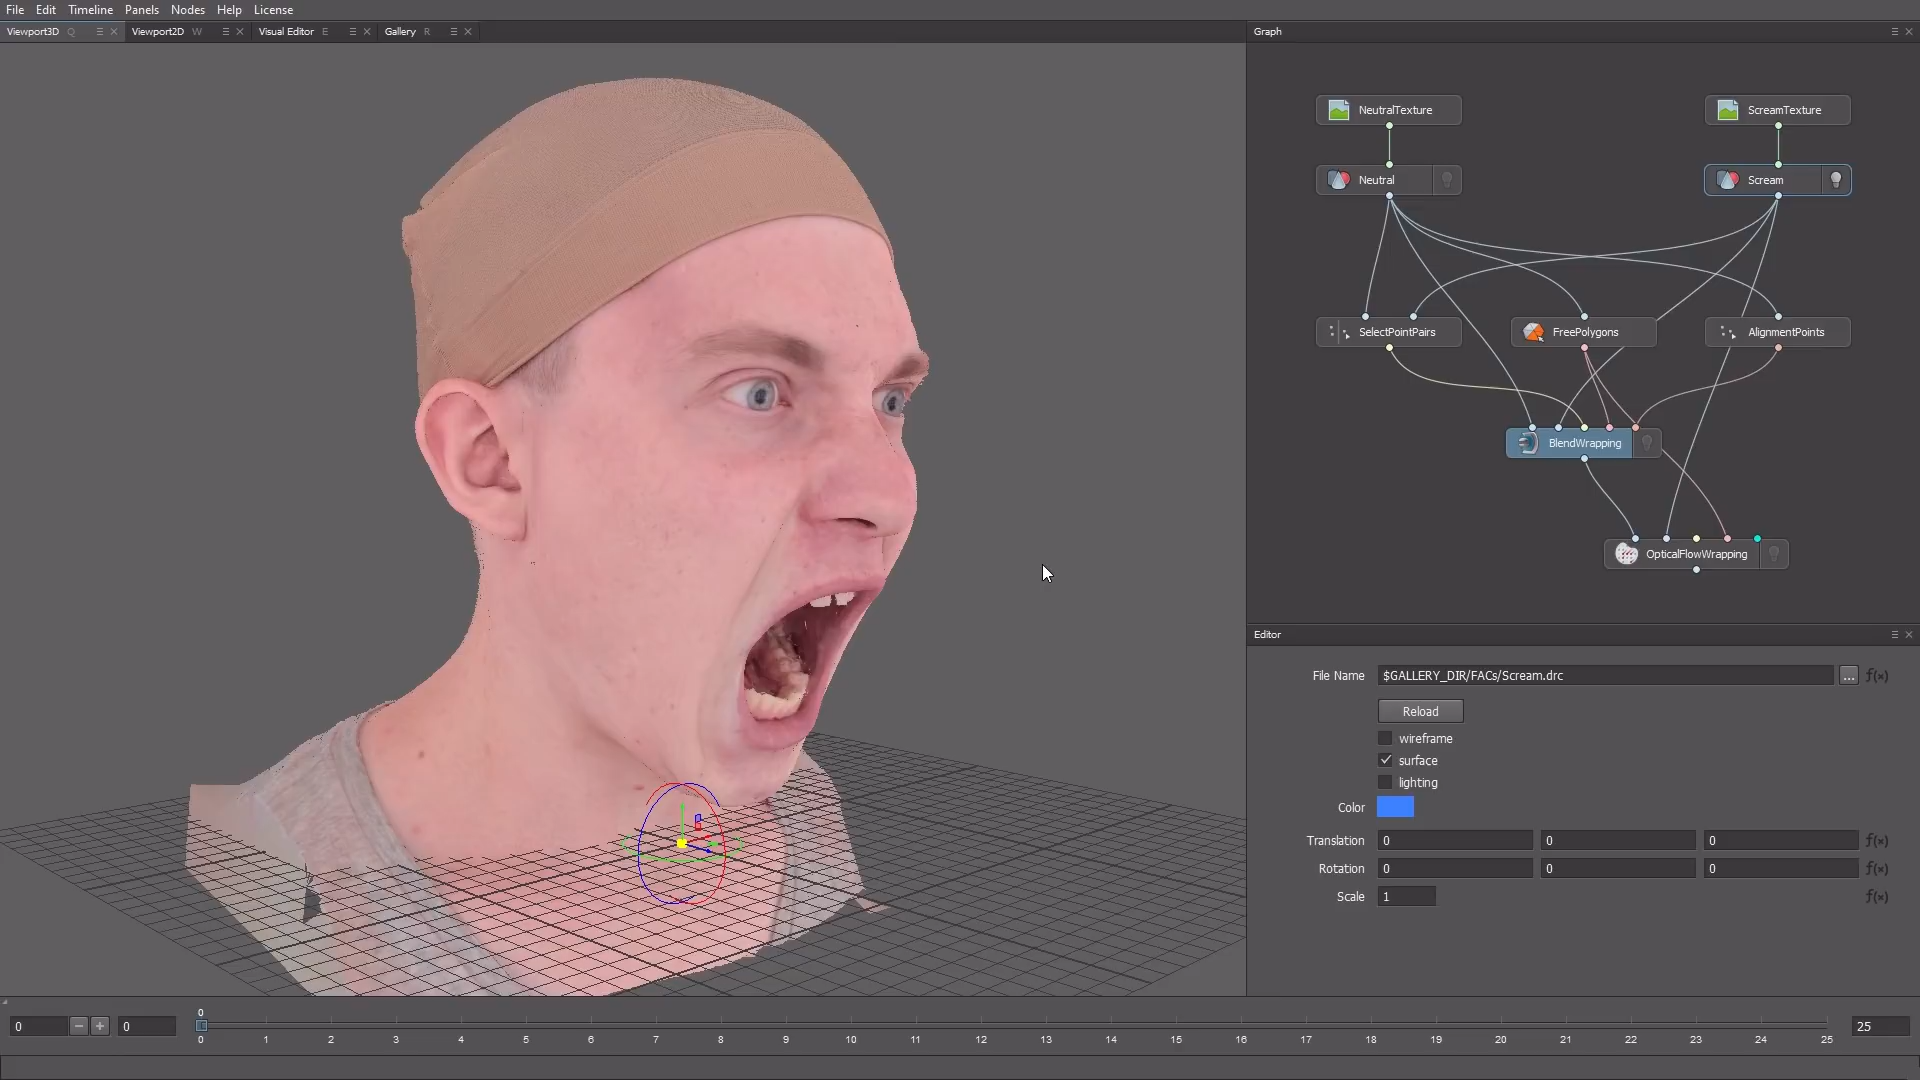 File Edit Timeline Panels Nodes Help License
Viewport3D Q Viewport2D W Visual Editor E Gallery R
Graph
NeutralTexture ScreamTexture
Neutral Scream
SelectPointPairs FreePolygons AlignmentPoints
BlendWrapping
OpticalFlowWrapping
Editor
File Name $GALLERY_DIR/FACs/Scream.drc ... f(x)
Reload
wireframe
surface
lighting
Color
Translation 0 0 0 f(x)
Rotation 0 0 0 f(x)
Scale 1 f(x)
0
0 − + 0 25
0 1 2 3 4 5 6 7 8 9 10 11 12 13 14 15 16 17 18 19 20 21 22 23 24 25